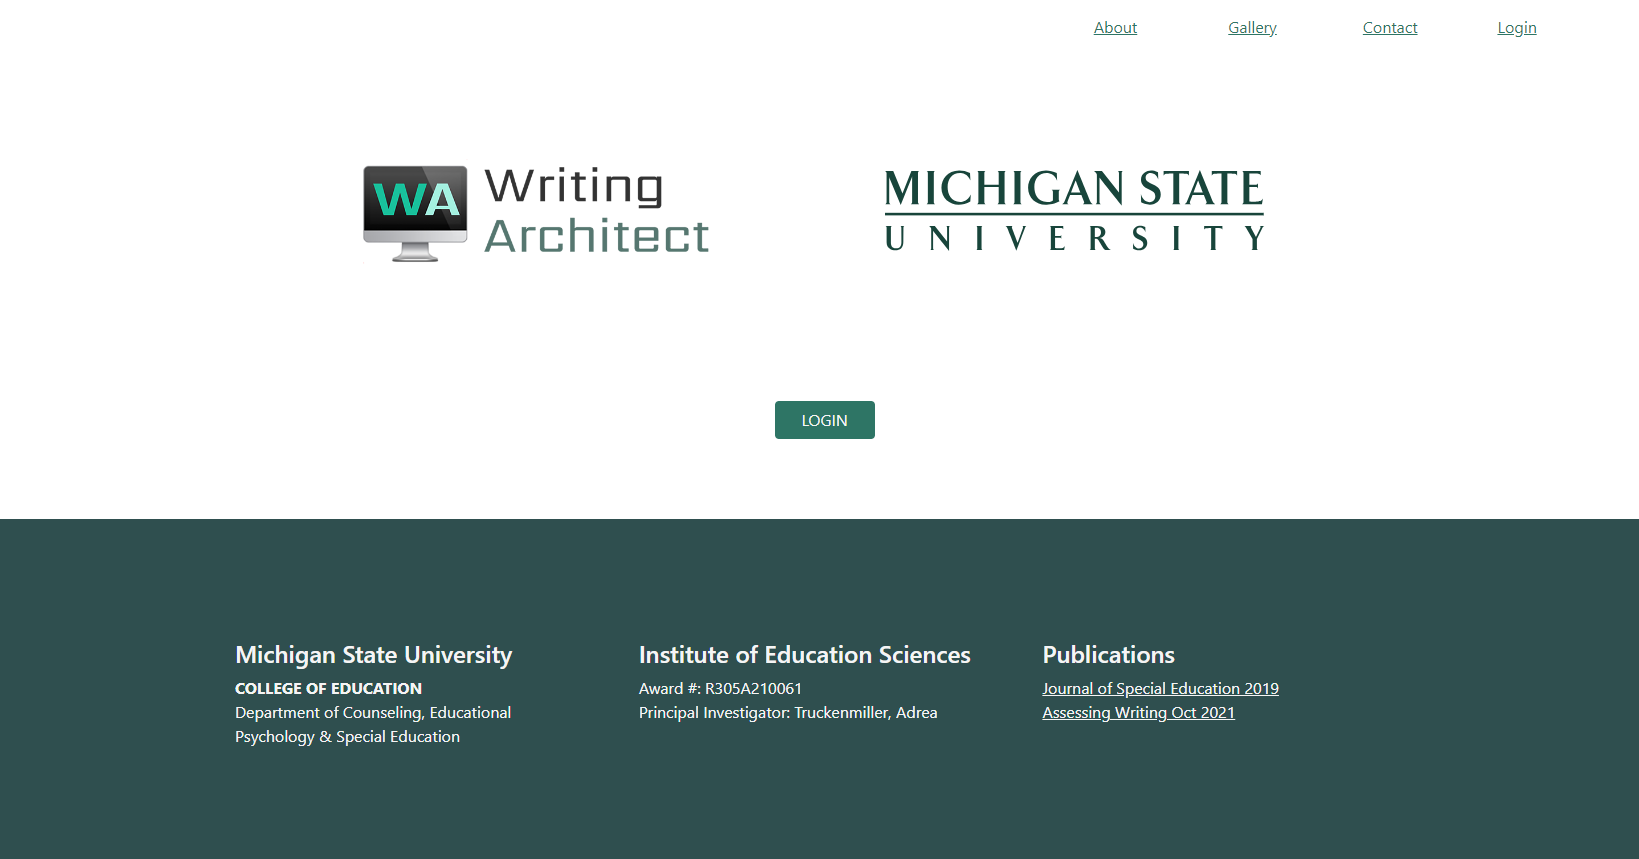 About
Gallery
Contact
Login
WA
Writing
Architect
MICHIGAN STATE
UNIVERSITY
LOGIN
Michigan State University
COLLEGE OF EDUCATION
Department of Counseling, Educational
Psychology & Special Education
Institute of Education Sciences
Award #: R305A210061
Principal Investigator: Truckenmiller, Adrea
Publications
Journal of Special Education 2019
Assessing Writing Oct 2021